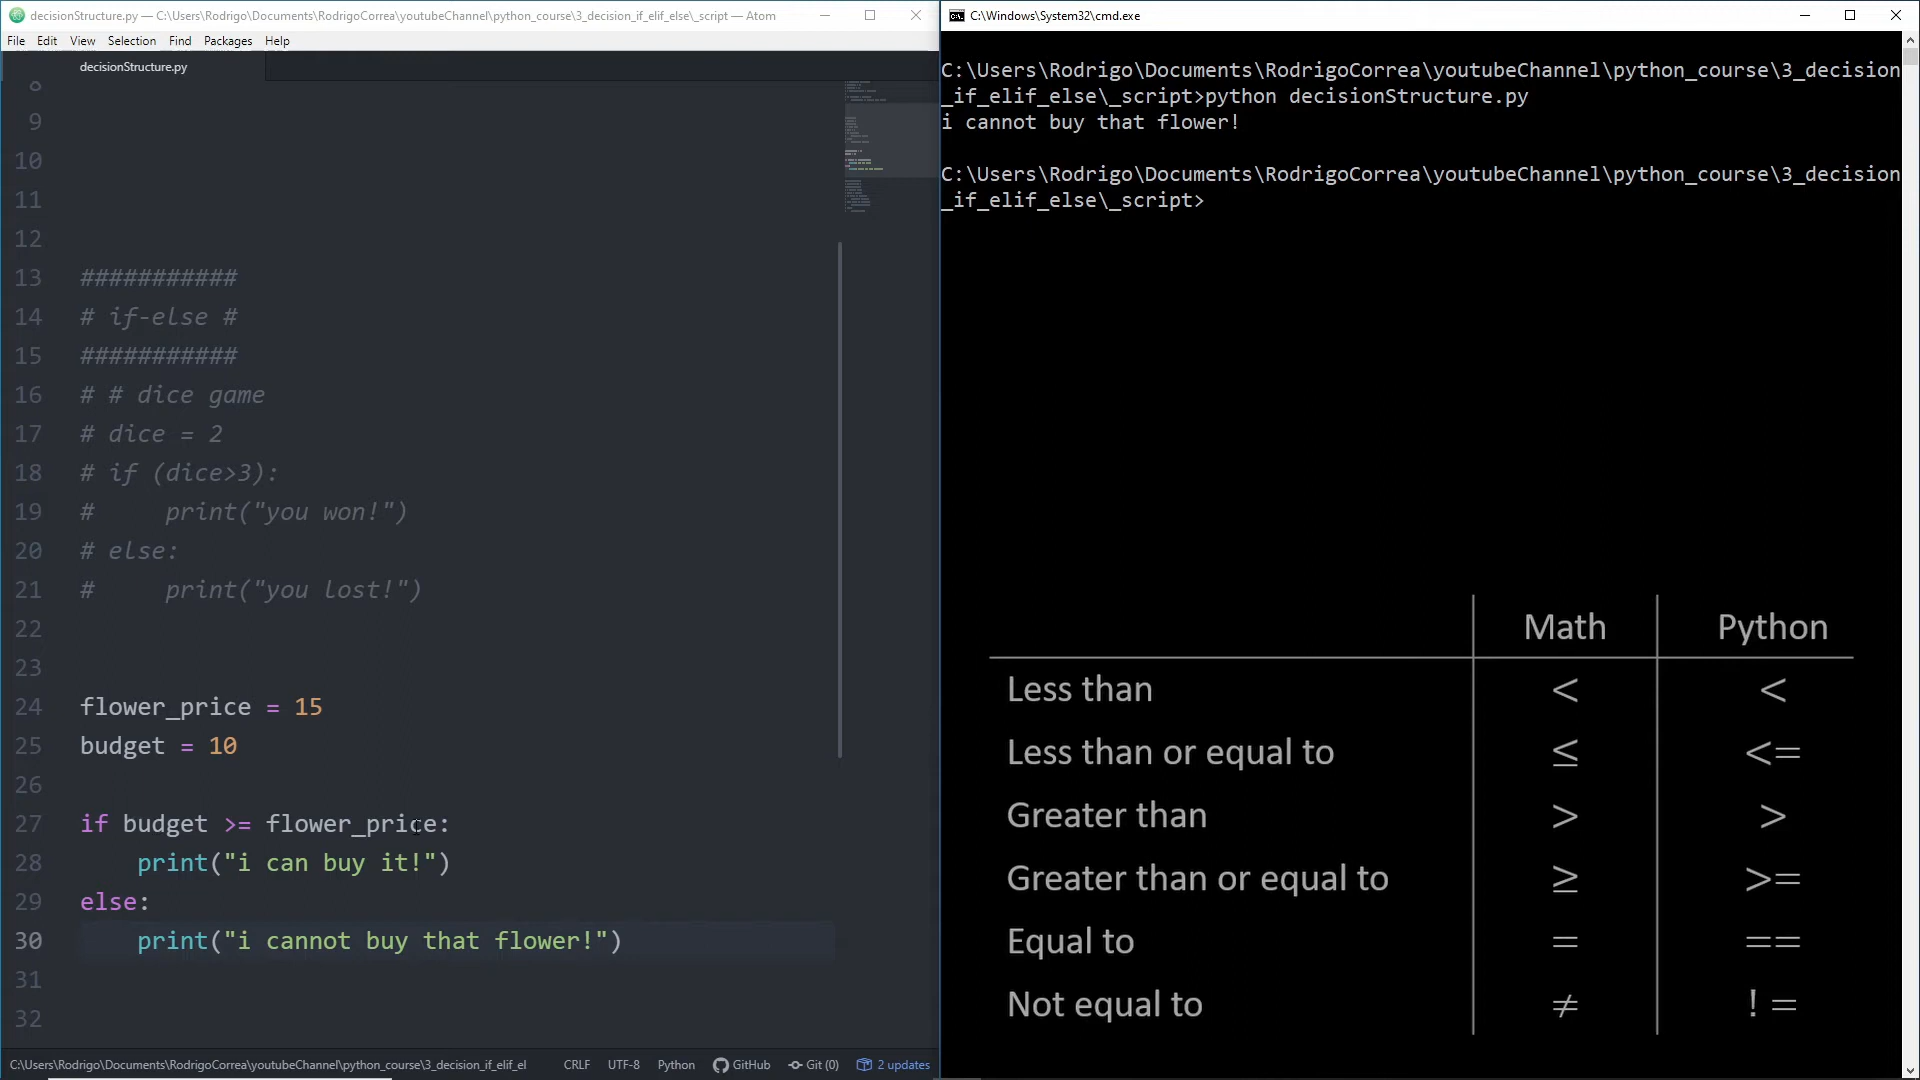 decisionStructure.py — C:\Users\Rodrigo\Documents\RodrigoCorrea\youtubeChannel\python_course\3_decision_if_elif_else\_script — Atom
File Edit View Selection Find Packages Help
decisionStructure.py
8
9
10
11
12
13 ###########
14 # if-else #
15 ###########
16 # # dice game
17 # dice = 2
18 # if (dice>3):
19 #     print("you won!")
20 # else:
21 #     print("you lost!")
22
23
24 flower_price = 15
25 budget = 10
26
27 if budget >= flower_price:
28     print("i can buy it!")
29 else:
30     print("i cannot buy that flower!")
31
32
C:\Users\Rodrigo\Documents\RodrigoCorrea\youtubeChannel\python_course\3_decision_if_elif_el CRLF UTF-8 Python GitHub Git (0) 2 updates
C:\Windows\System32\cmd.exe
C:\Users\Rodrigo\Documents\RodrigoCorrea\youtubeChannel\python_course\3_decision
_if_elif_else\_script>python decisionStructure.py
i cannot buy that flower!
C:\Users\Rodrigo\Documents\RodrigoCorrea\youtubeChannel\python_course\3_decision
_if_elif_else\_script>
Math Python
Less than < <
Less than or equal to ≤ <=
Greater than > >
Greater than or equal to ≥ >=
Equal to = ==
Not equal to ≠ ! =